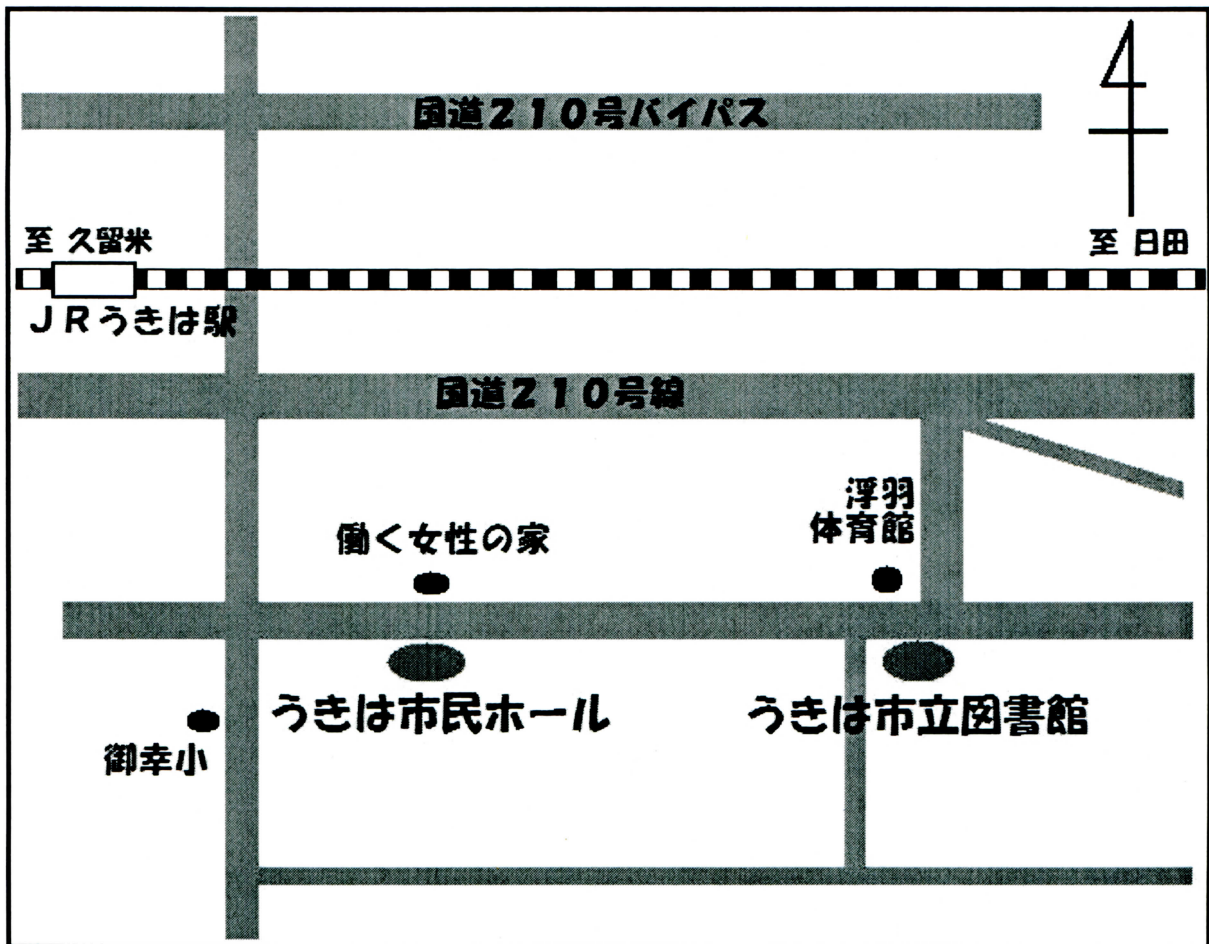 国道210号バイパス
至 久留米
至 日田
JRうきは駅
国道210号線
浮羽
体育館
働く女性の家
うきは市民ホール
うきは市立図書館
御幸小